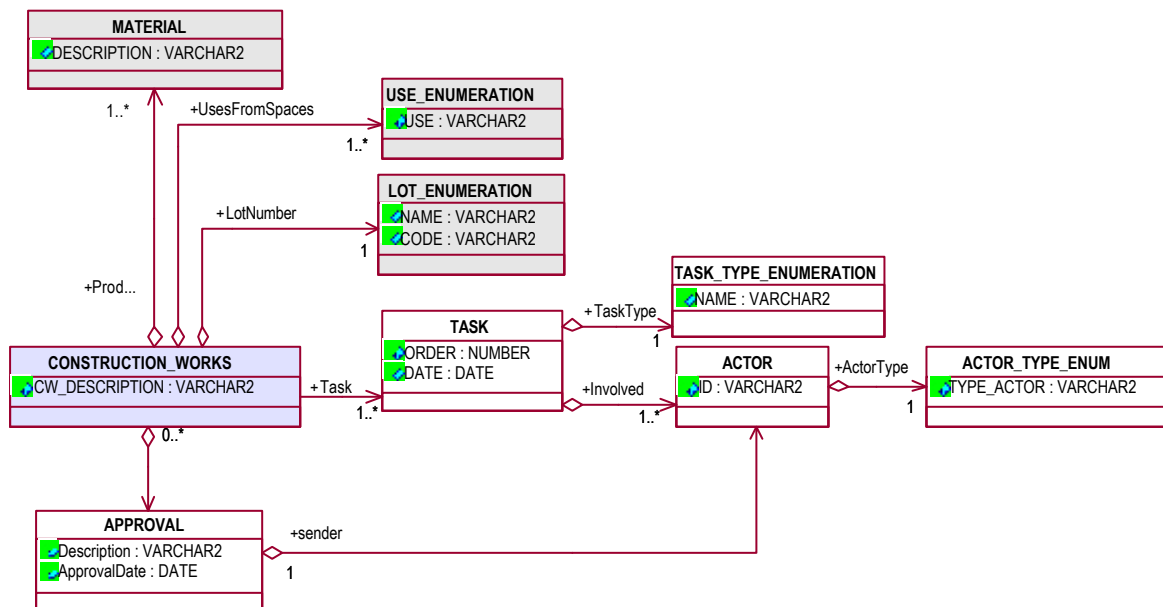 MATERIAL
DESCRIPTION : VARCHAR2
1..*
+UsesFromSpaces
USE_ENUMERATION
USE : VARCHAR2
1..*
LOT_ENUMERATION
NAME : VARCHAR2
CODE : VARCHAR2
+LotNumber
1
+Prod...
TASK_TYPE_ENUMERATION
NAME : VARCHAR2
+TaskType
1
TASK
ORDER : NUMBER
DATE : DATE
CONSTRUCTION_WORKS
CW_DESCRIPTION : VARCHAR2
+Task
1..*
+Involved
1..*
ACTOR
ID : VARCHAR2
+ActorType
1
ACTOR_TYPE_ENUM
TYPE_ACTOR : VARCHAR2
0..*
APPROVAL
Description : VARCHAR2
ApprovalDate : DATE
+sender
1